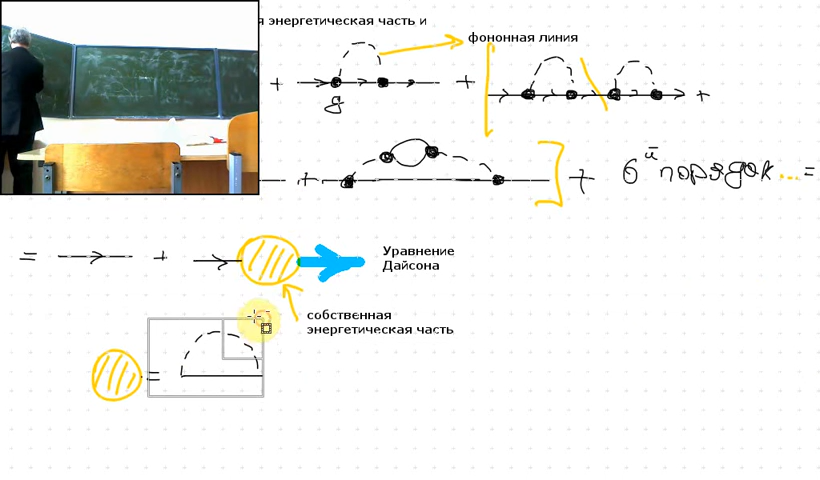 я энергетическая часть и
фононная линия
+ + +
g
+ + 6й порядок ... =
= + Уравнение
Дайсона
собственная
энергетическая часть
=